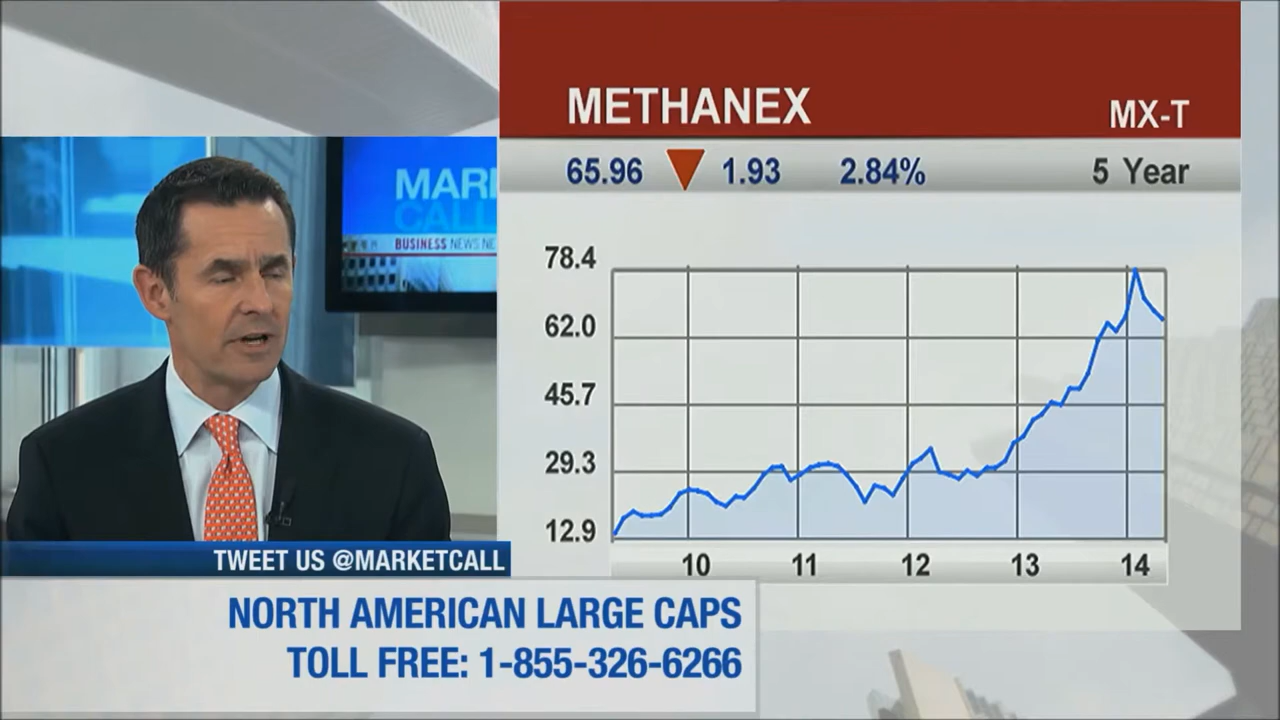 METHANEX
MX-T
65.96 ▼ 1.93 2.84% 5 Year
78.4
62.0
45.7
29.3
12.9
10 11 12 13 14
BUSINESS NEWS NE
TWEET US @MARKETCALL
NORTH AMERICAN LARGE CAPS
TOLL FREE: 1-855-326-6266